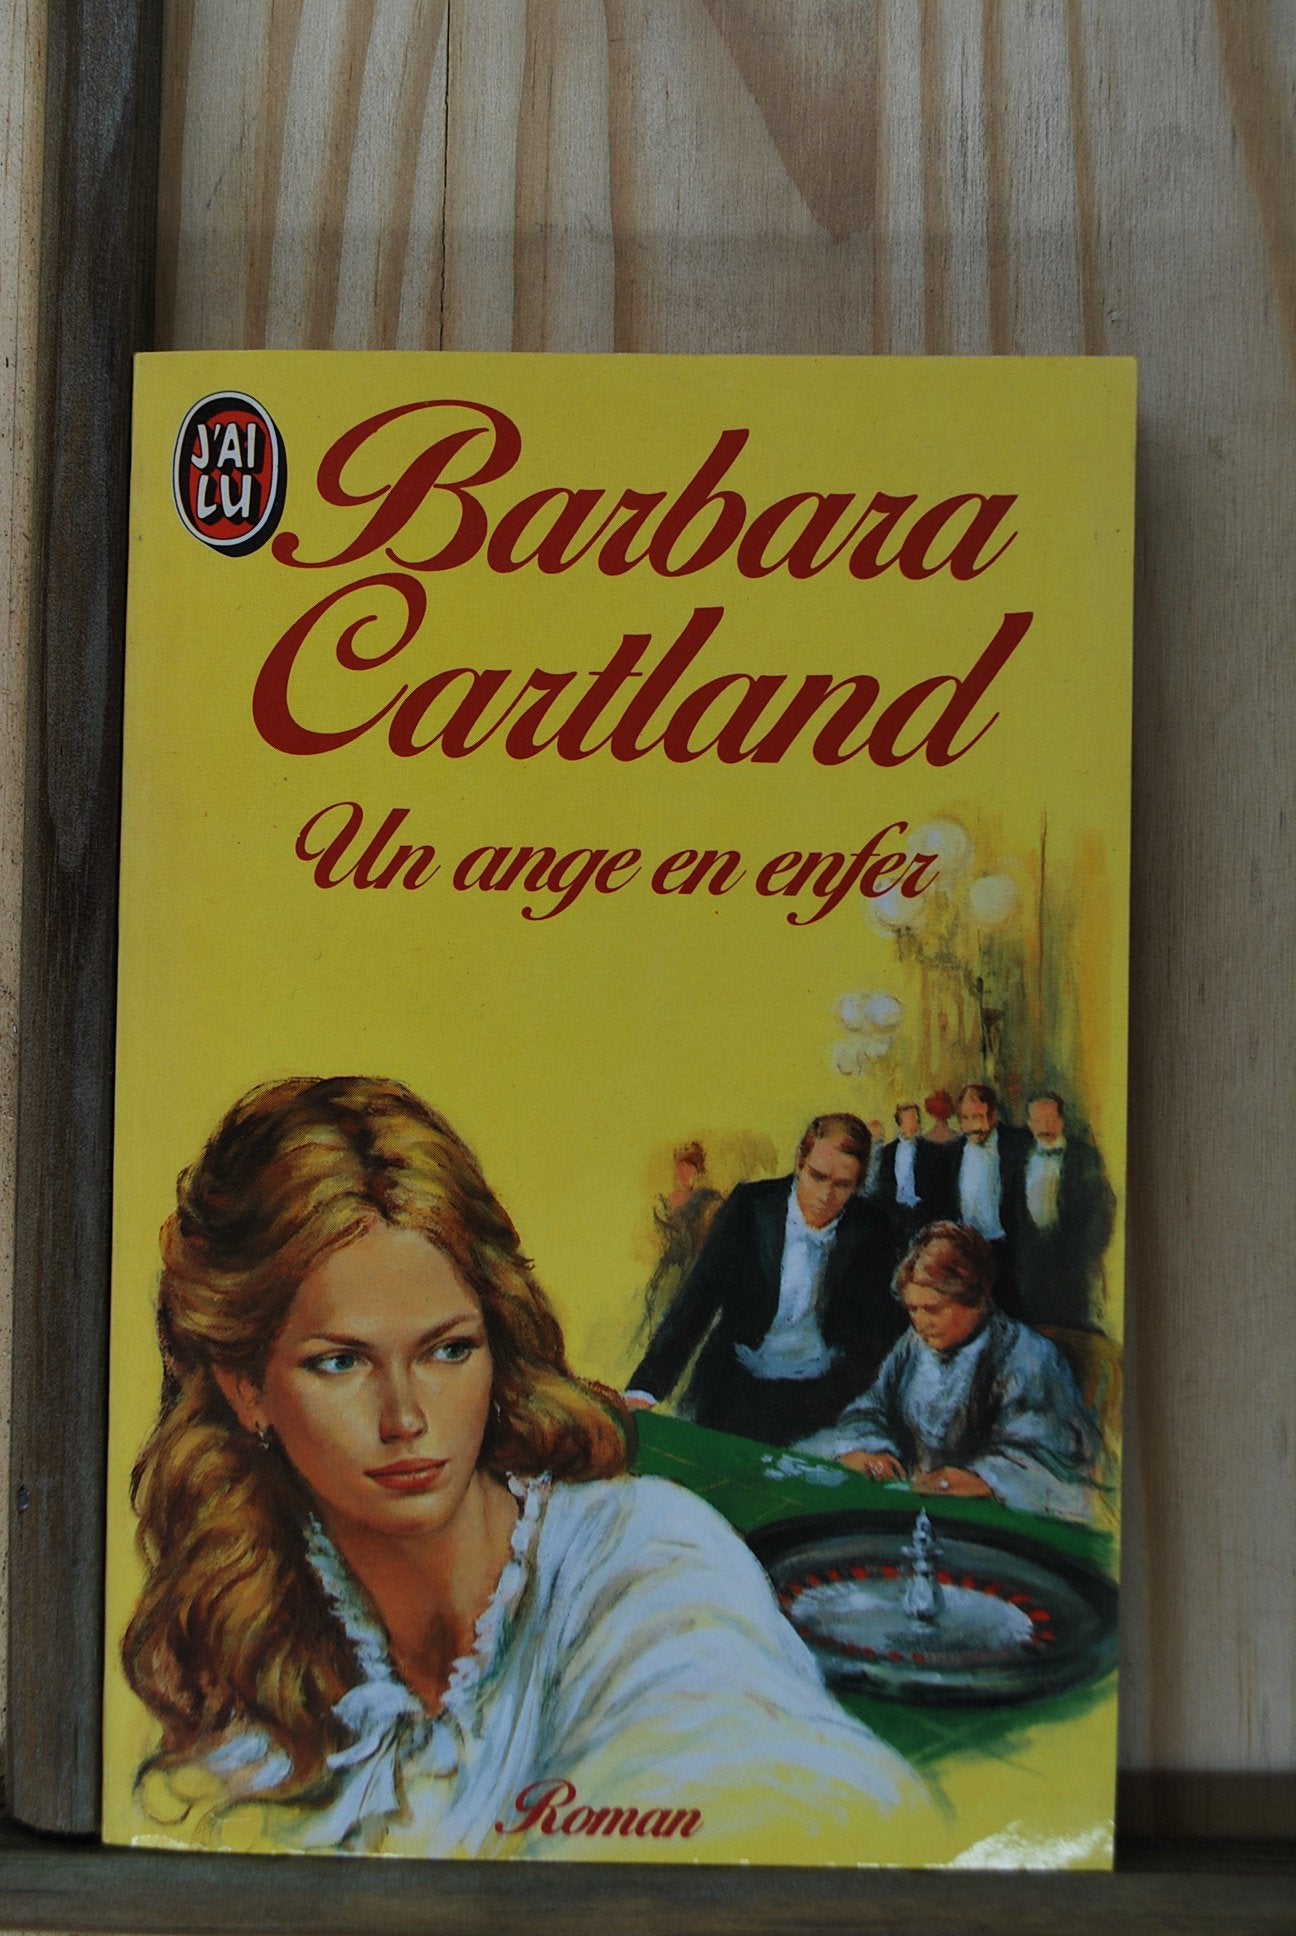 J'AI
LU
Barbara
Cartland
Un ange en enfer
Roman